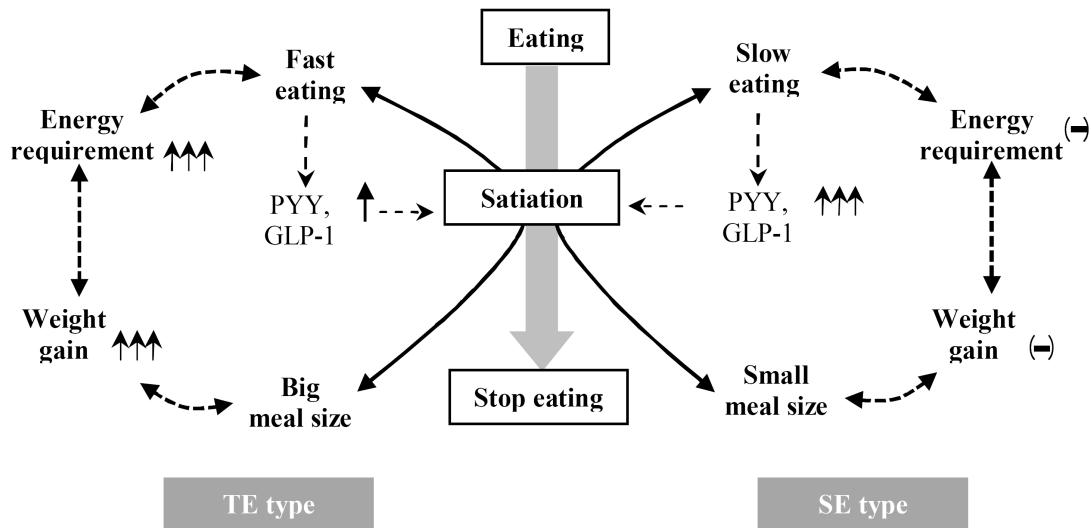 Eating
Fast
eating
Slow
eating
Energy
requirement ↑↑↑
Energy
requirement (-)
PYY, ↑
GLP-1
Satiation
PYY, ↑↑↑
GLP-1
Weight
gain ↑↑↑
Weight
gain (-)
Big
meal size
Stop eating
Small
meal size
TE type
SE type